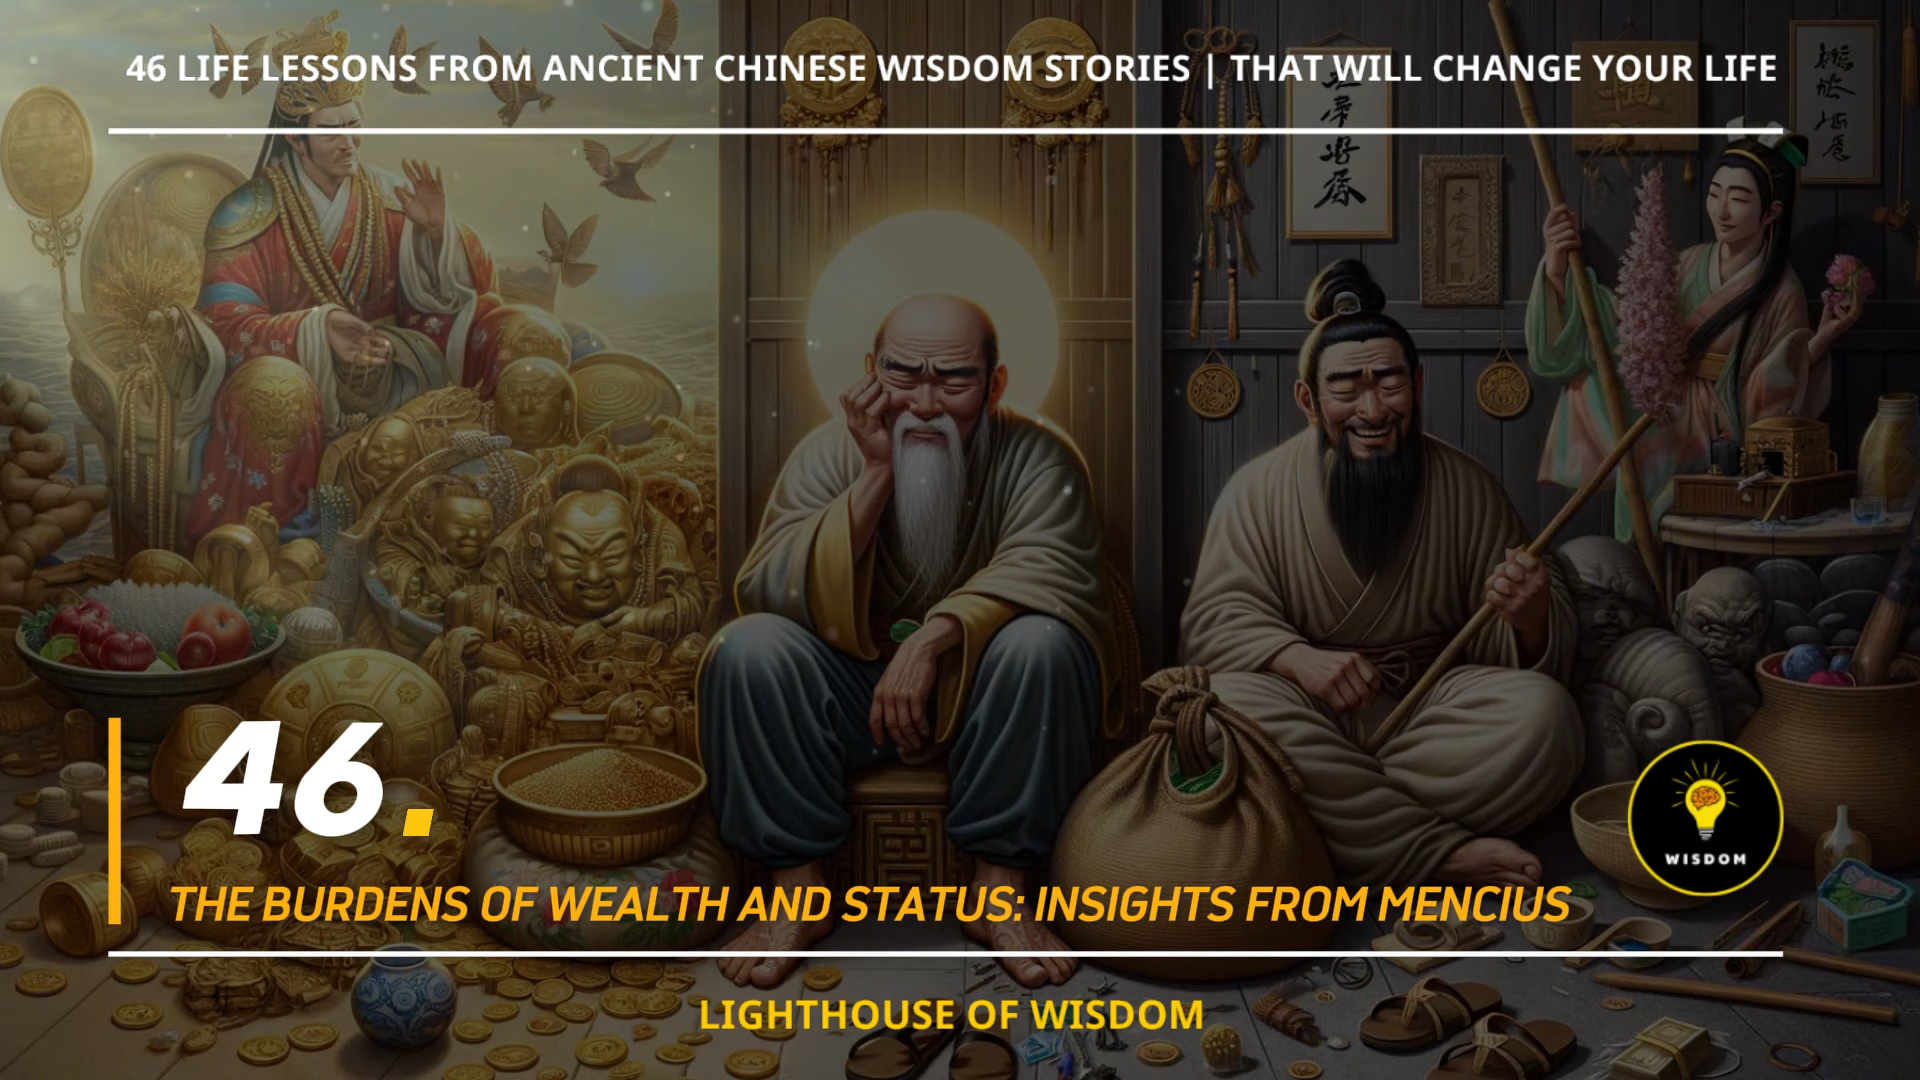 46 LIFE LESSONS FROM ANCIENT CHINESE WISDOM STORIES | THAT WILL CHANGE YOUR LIFE
46.
THE BURDENS OF WEALTH AND STATUS: INSIGHTS FROM MENCIUS
WISDOM
LIGHTHOUSE OF WISDOM